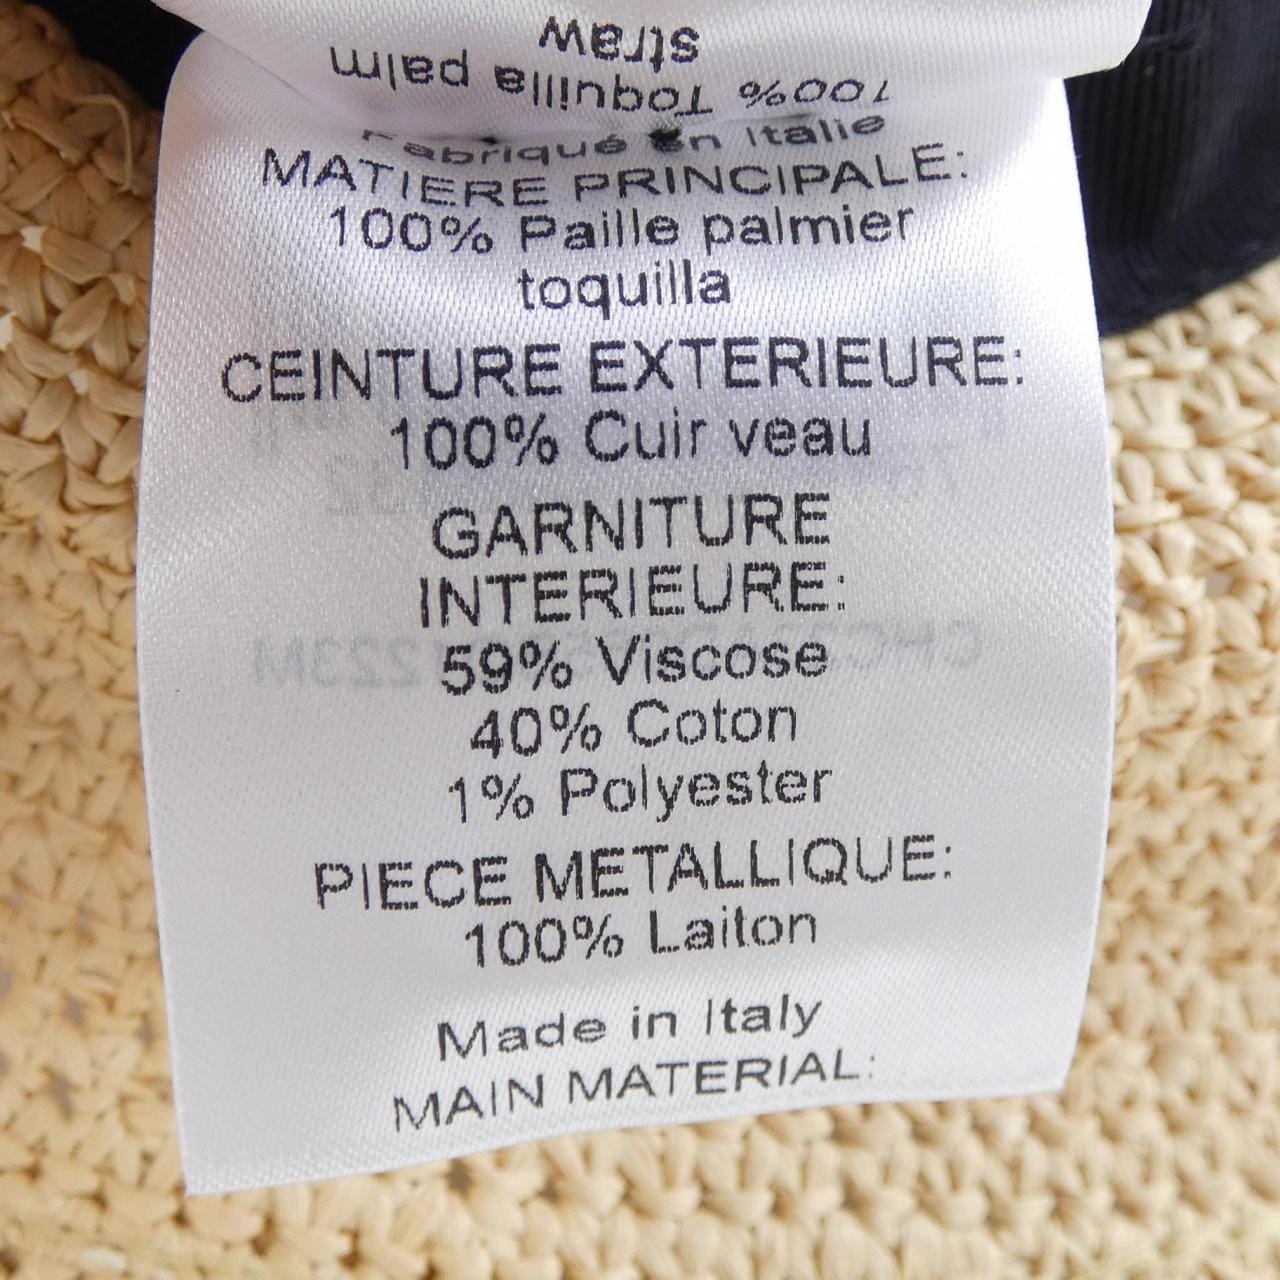 100% Toquilla palm
straw
Fabriqué en Italie
MATIERE PRINCIPALE:
100% Paille palmier
toquilla
CEINTURE EXTERIEURE:
100% Cuir veau
GARNITURE
INTERIEURE:
59% Viscose
40% Coton
1% Polyester
PIECE METALLIQUE:
100% Laiton
Made in Italy
MAIN MATERIAL: